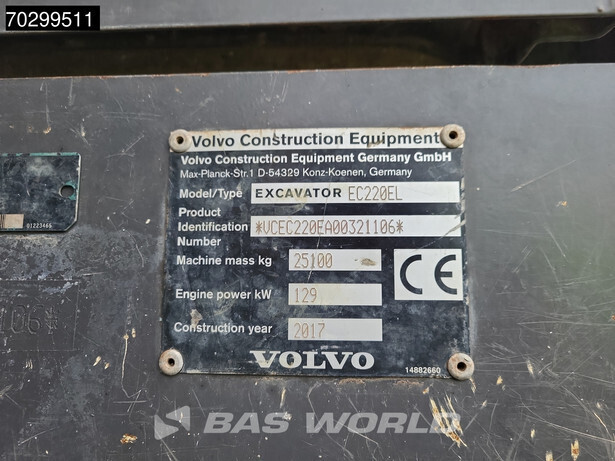 70299511
Volvo Construction Equipment
Volvo Construction Equipment Germany GmbH
Max-Planck-Str.1 D-54329 Konz-Koenen, Germany
Model/Type EXCAVATOR EC220EL
Product
Identification *VCEC220EA00321106*
Number
Machine mass kg 25100
CE
Engine power kW 129
Construction year 2017
VOLVO
14882660
01223466
106*
BAS WORLD